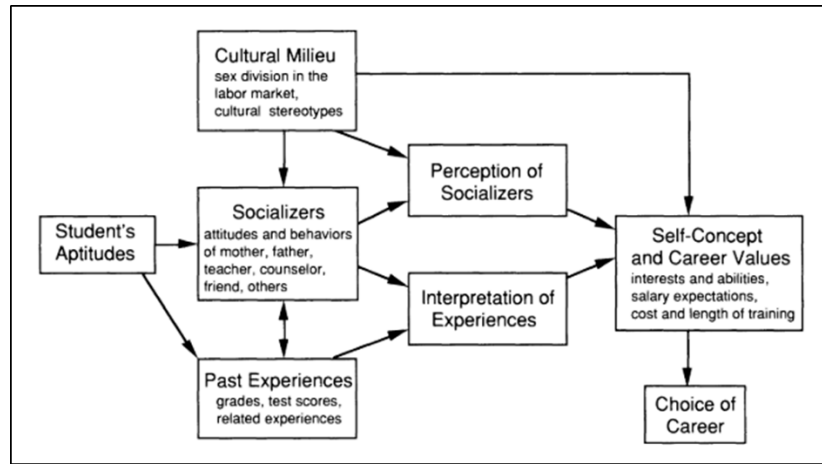 Cultural Milieu
sex division in the
labor market,
cultural stereotypes
Perception of
Socializers
Student's
Aptitudes
Socializers
attitudes and behaviors
of mother, father,
teacher, counselor,
friend, others
Self-Concept
and Career Values
interests and abilities,
salary expectations,
cost and length of training
Interpretation of
Experiences
Past Experiences
grades, test scores,
related experiences
Choice of
Career